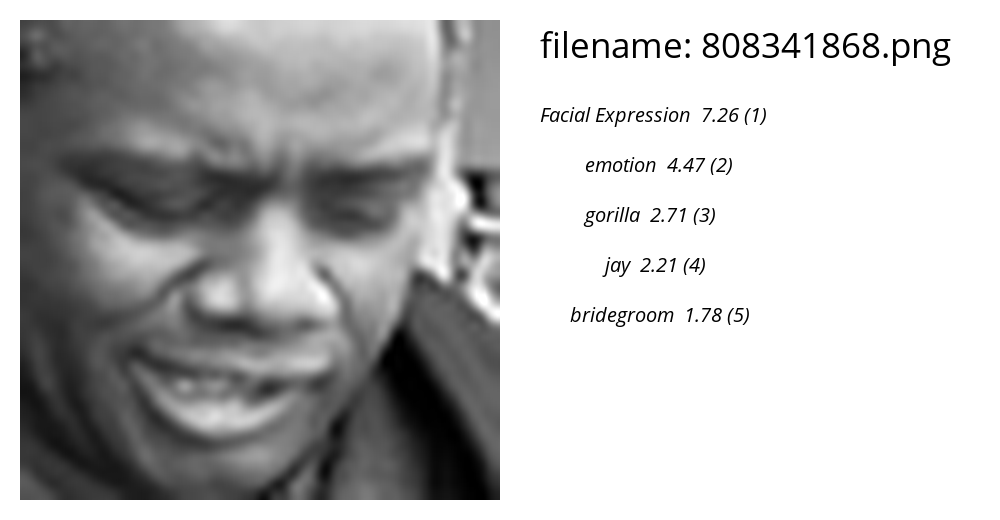 filename: 808341868.png
Facial Expression 7.26 (1)
emotion 4.47 (2)
gorilla 2.71 (3)
jay 2.21 (4)
bridegroom 1.78 (5)